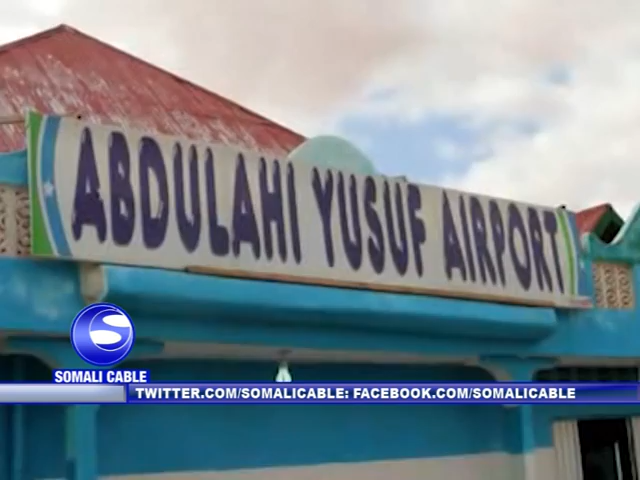 ABDULAHI YUSUF AIRPORT
S
SOMALI CABLE
TWITTER.COM/SOMALICABLE: FACEBOOK.COM/SOMALICABLE